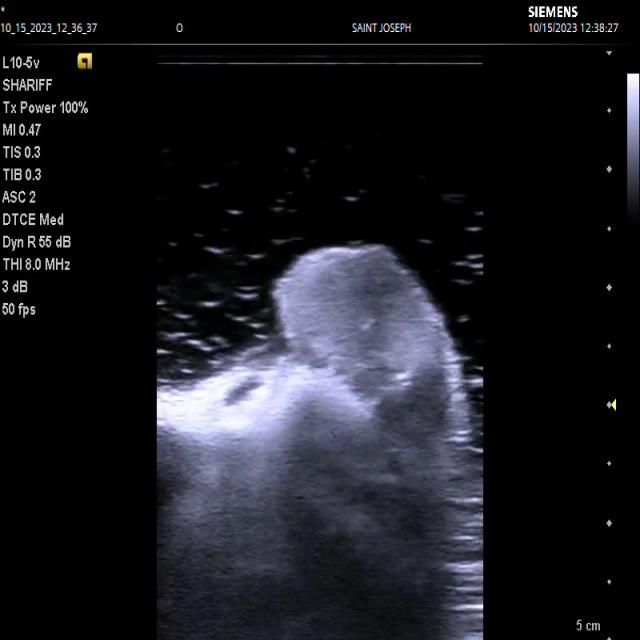 *
SIEMENS
10_15_2023_12_36_37 O SAINT JOSEPH 10/15/2023 12:38:27
L10-5v
SHARIFF
Tx Power 100%
MI 0.47
TIS 0.3
TIB 0.3
ASC 2
DTCE Med
Dyn R 55 dB
THI 8.0 MHz
3 dB
50 fps
5 cm